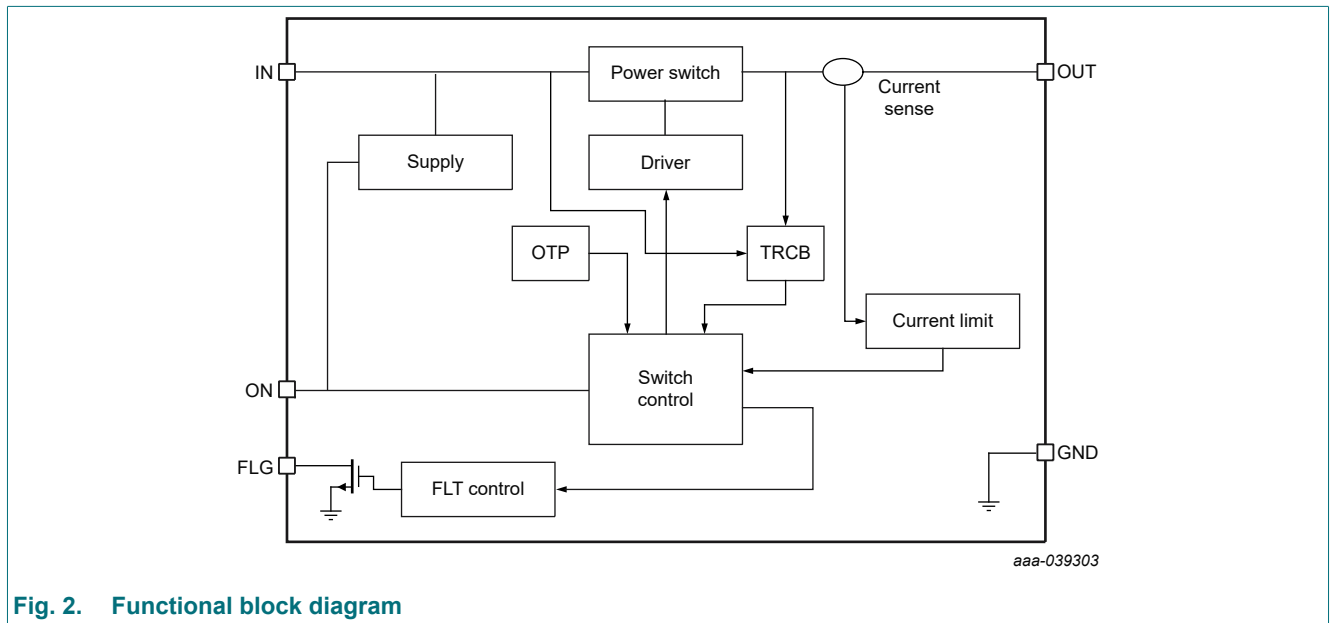 IN
Power switch
OUT
Current
sense
Supply
Driver
OTP
TRCB
Current limit
ON
Switch
control
FLG
FLT control
GND
aaa-039303
Fig. 2. Functional block diagram